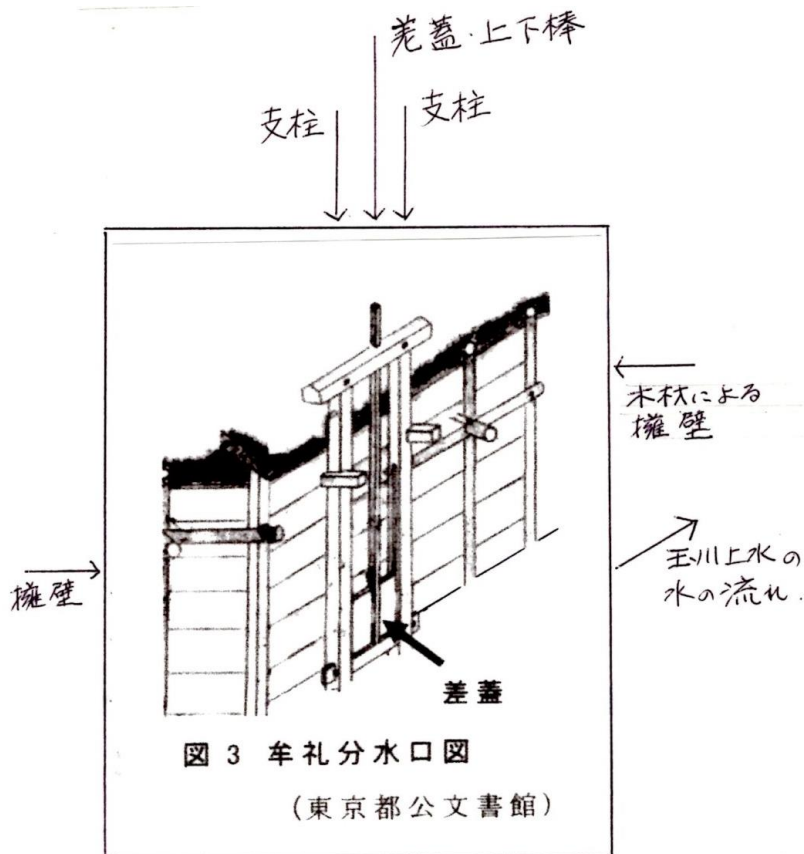 差蓋・上下棒
支柱
支柱
木材による
擁壁
玉川上水の
水の流れ.
擁壁
差蓋
図3 牟礼分水口図
(東京都公文書館)